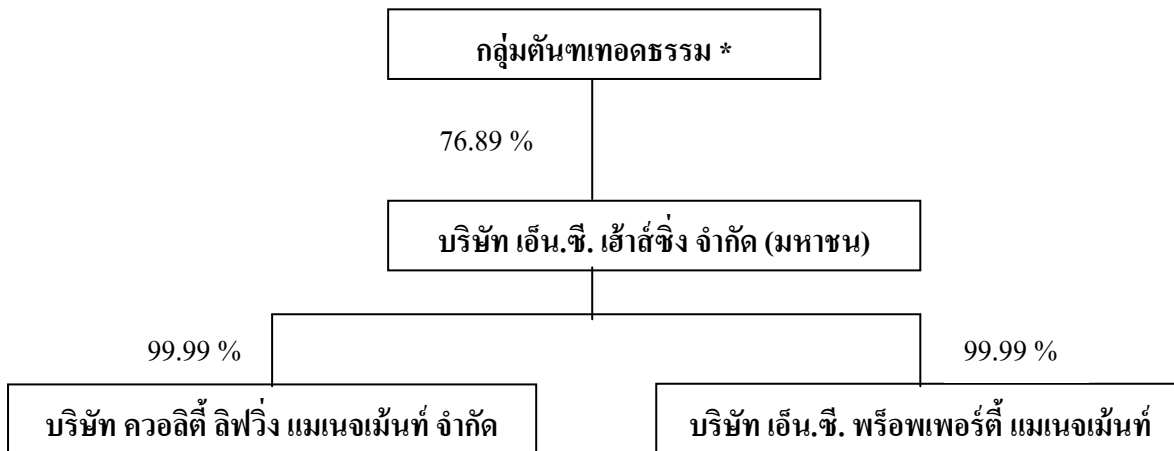 กลุ่มตันฑเทอดธรรม *
76.89 %
บริษัท เอ็น.ซี. เฮ้าส์ซิ่ง จำกัด (มหาชน)
99.99 %
99.99 %
บริษัท ควอลิตี้ ลิฟวิ่ง แมเนจเม้นท์ จำกัด
บริษัท เอ็น.ซี. พร็อพเพอร์ตี้ แมเนจเม้นท์